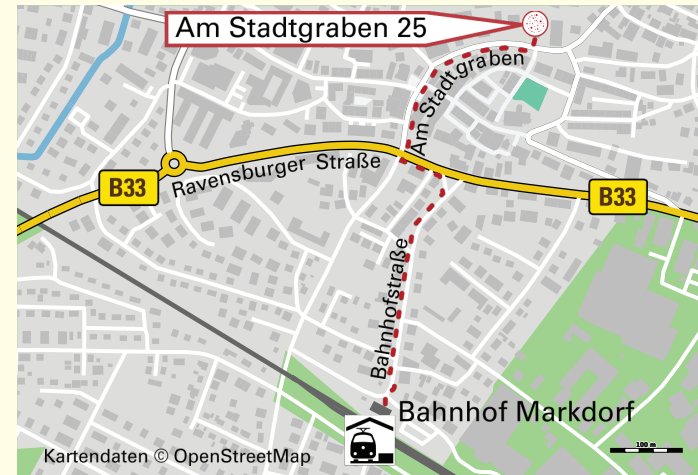 Am Stadtgraben 25
Am Stadtgraben
Ravensburger Straße
B33
B33
Bahnhofstraße
Bahnhof Markdorf
100 m
Kartendaten © OpenStreetMap